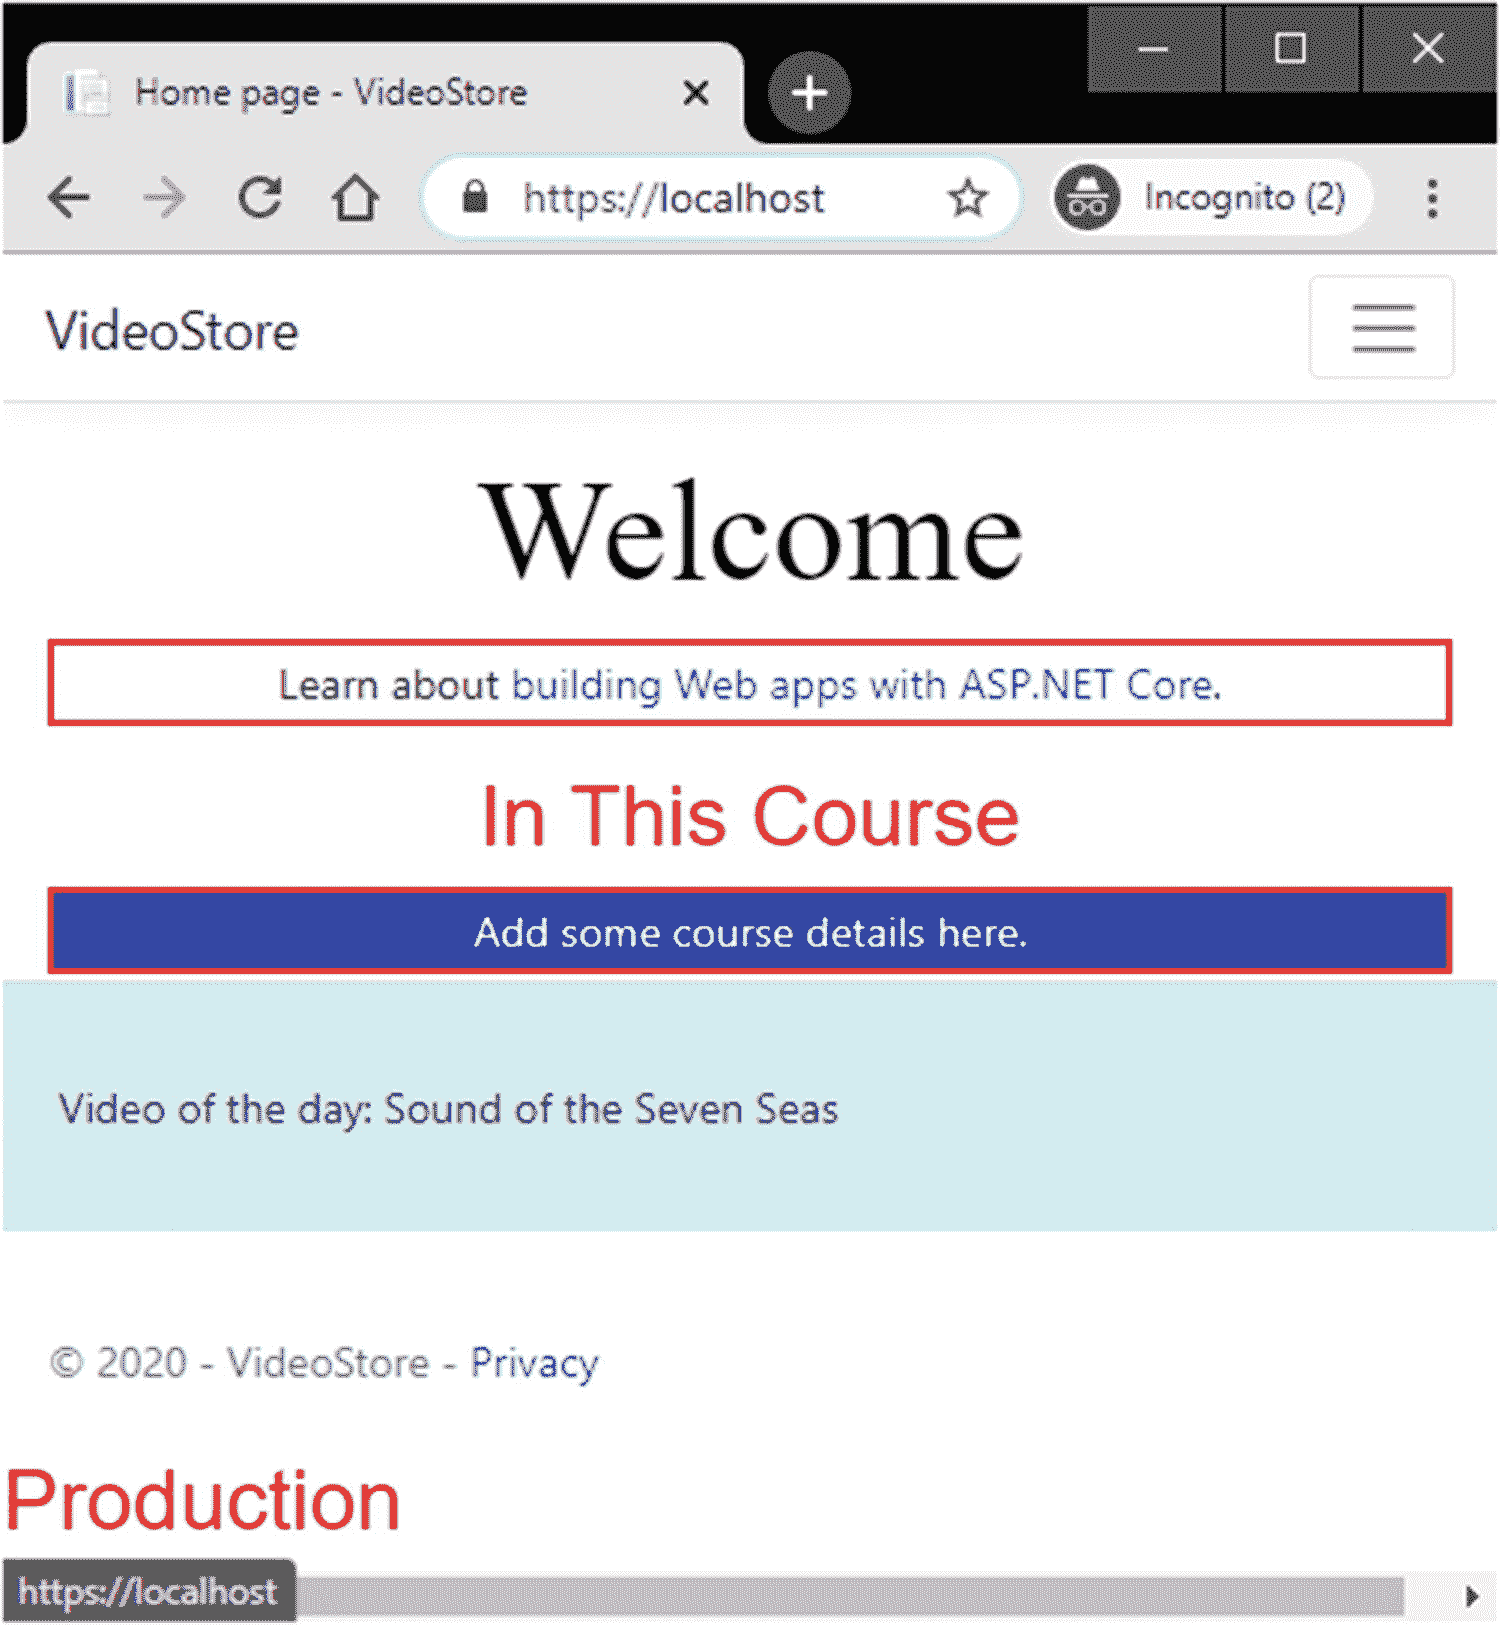 Home page - VideoStore
https://localhost
Incognito (2)
VideoStore
Welcome
Learn about building Web apps with ASP.NET Core.
In This Course
Add some course details here.
Video of the day: Sound of the Seven Seas
© 2020 - VideoStore - Privacy
Production
https://localhost